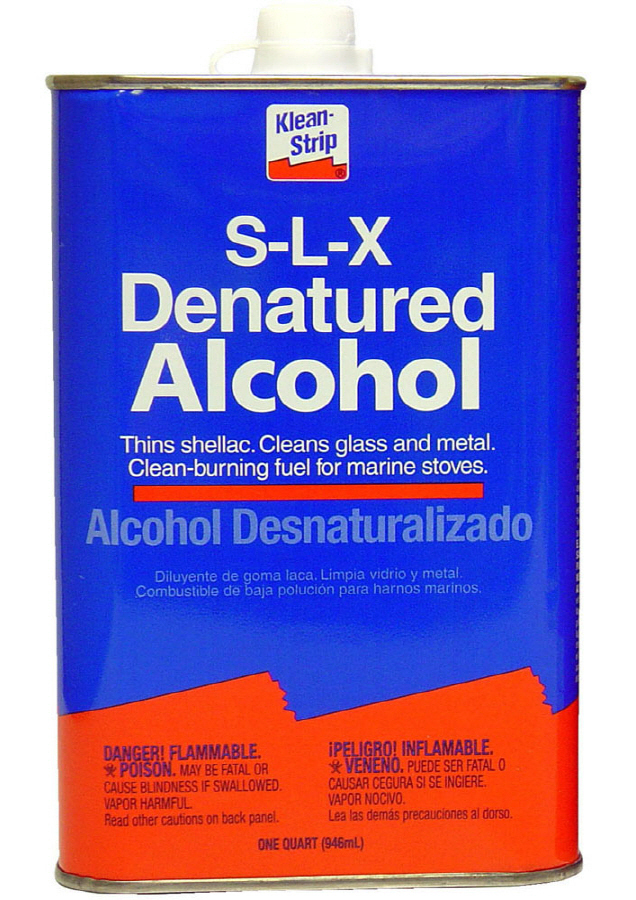 Klean-
Strip
®
S-L-X
Denatured
Alcohol
Thins shellac. Cleans glass and metal.
Clean-burning fuel for marine stoves.
Alcohol Desnaturalizado
Diluyente de goma laca. Limpia vidrio y metal.
Combustible de baja polución para harnos marinos.
DANGER! FLAMMABLE.
POISON. MAY BE FATAL OR
CAUSE BLINDNESS IF SWALLOWED.
VAPOR HARMFUL.
Read other cautions on back panel.
¡PELIGRO! INFLAMABLE.
VENENO. PUEDE SER FATAL O
CAUSAR CEGURA SI SE INGIERE.
VAPOR NOCIVO.
Lea las demás precauciones al dorso.
ONE QUART (946mL)